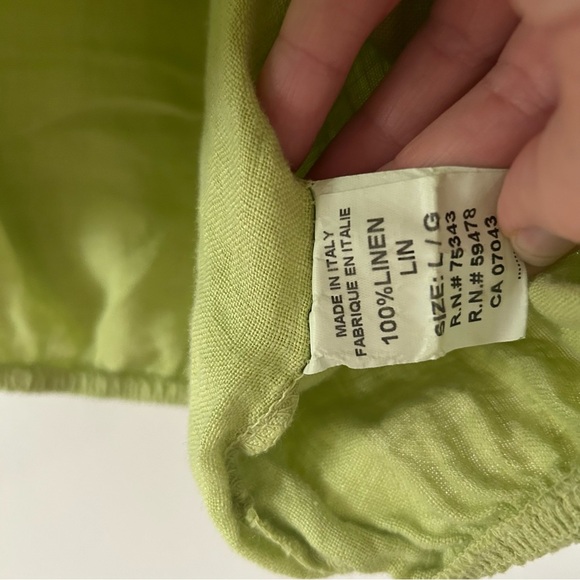 MADE IN ITALY
FABRIQUE EN ITALIE
100%LINEN
LIN
SIZE: L / G
R.N.# 75343
R.N.# 59478
CA 07043